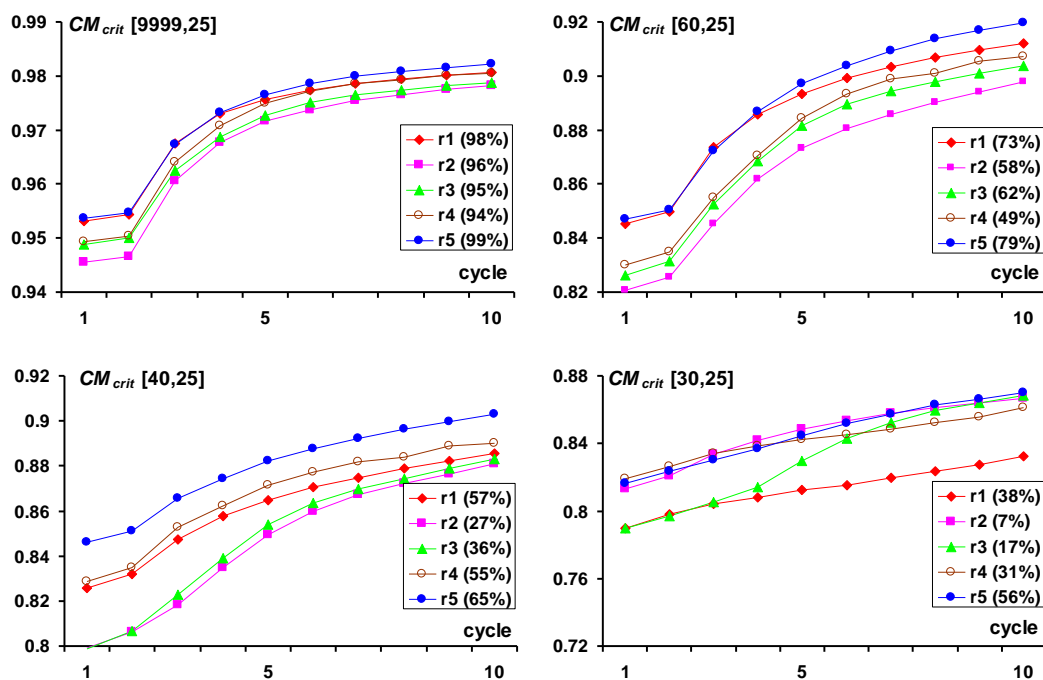 CM crit [9999,25]
0.99
0.98
0.97
0.96
0.95
0.94
r1 (98%)
r2 (96%)
r3 (95%)
r4 (94%)
r5 (99%)
cycle
1
5
10
CM crit [60,25]
0.92
0.9
0.88
0.86
0.84
0.82
r1 (73%)
r2 (58%)
r3 (62%)
r4 (49%)
r5 (79%)
cycle
1
5
10
CM crit [40,25]
0.92
0.9
0.88
0.86
0.84
0.82
0.8
r1 (57%)
r2 (27%)
r3 (36%)
r4 (55%)
r5 (65%)
cycle
1
5
10
CM crit [30,25]
0.88
0.84
0.8
0.76
0.72
r1 (38%)
r2 (7%)
r3 (17%)
r4 (31%)
r5 (56%)
cycle
1
5
10